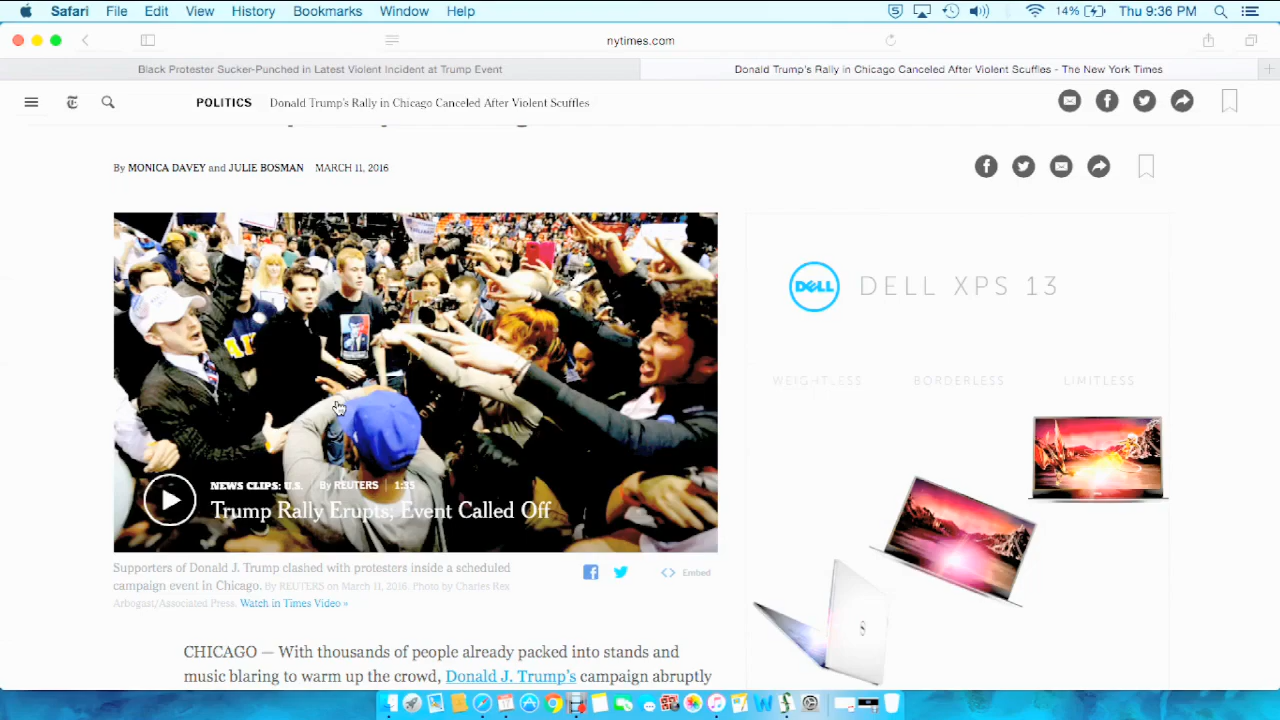 Safari File Edit View History Bookmarks Window Help 14% Thu 9:36 PM
nytimes.com
Black Protester Sucker-Punched in Latest Violent Incident at Trump Event Donald Trump's Rally in Chicago Canceled After Violent Scuffles - The New York Times
POLITICS Donald Trump's Rally in Chicago Canceled After Violent Scuffles
By MONICA DAVEY and JULIE BOSMAN MARCH 11, 2016
DELL DELL XPS 13
WEIGHTLESS BORDERLESS LIMITLESS
NEWS CLIPS: U.S. By REUTERS 1:35
Trump Rally Erupts; Event Called Off
Supporters of Donald J. Trump clashed with protesters inside a scheduled
campaign event in Chicago. By REUTERS on March 11, 2016. Photo by Charles Rex
Arbogast/Associated Press. Watch in Times Video »
<> Embed
CHICAGO — With thousands of people already packed into stands and
music blaring to warm up the crowd, Donald J. Trump's campaign abruptly